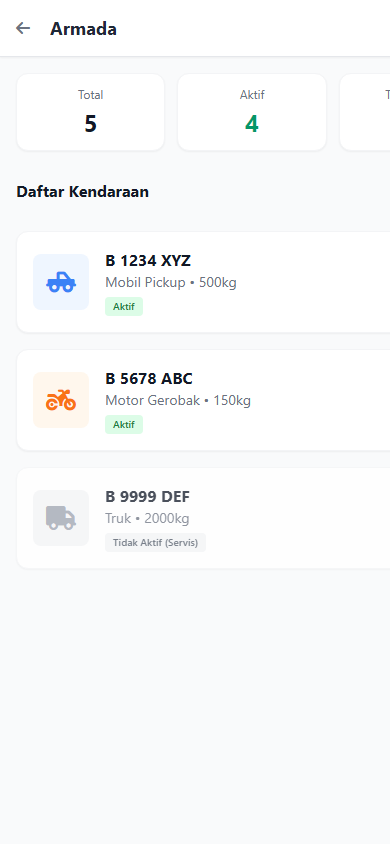 Armada
Total
Aktif
5
4
Daftar Kendaraan
B 1234 XYZ
Mobil Pickup • 500kg
Aktif
B 5678 ABC
Motor Gerobak • 150kg
Aktif
B 9999 DEF
Truk • 2000kg
Tidak Aktif (Servis)